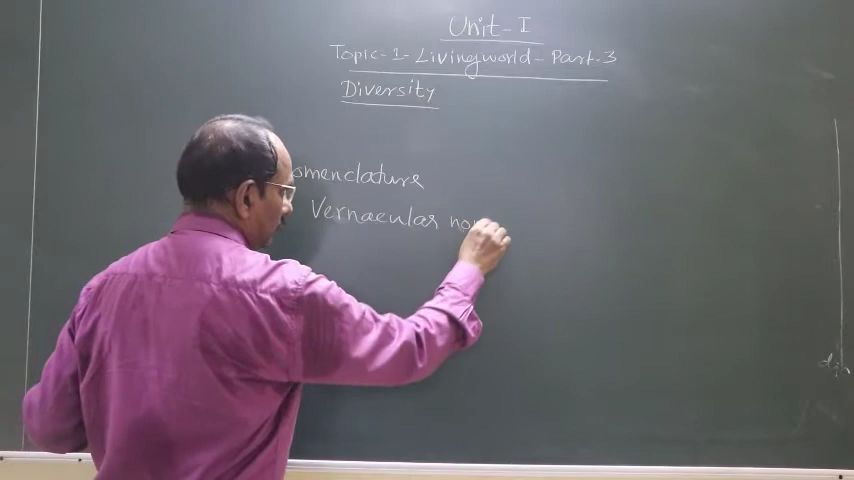 Unit-I
Topic-1-Livingworld-Part-3
Diversity
omenclature
Vernacular